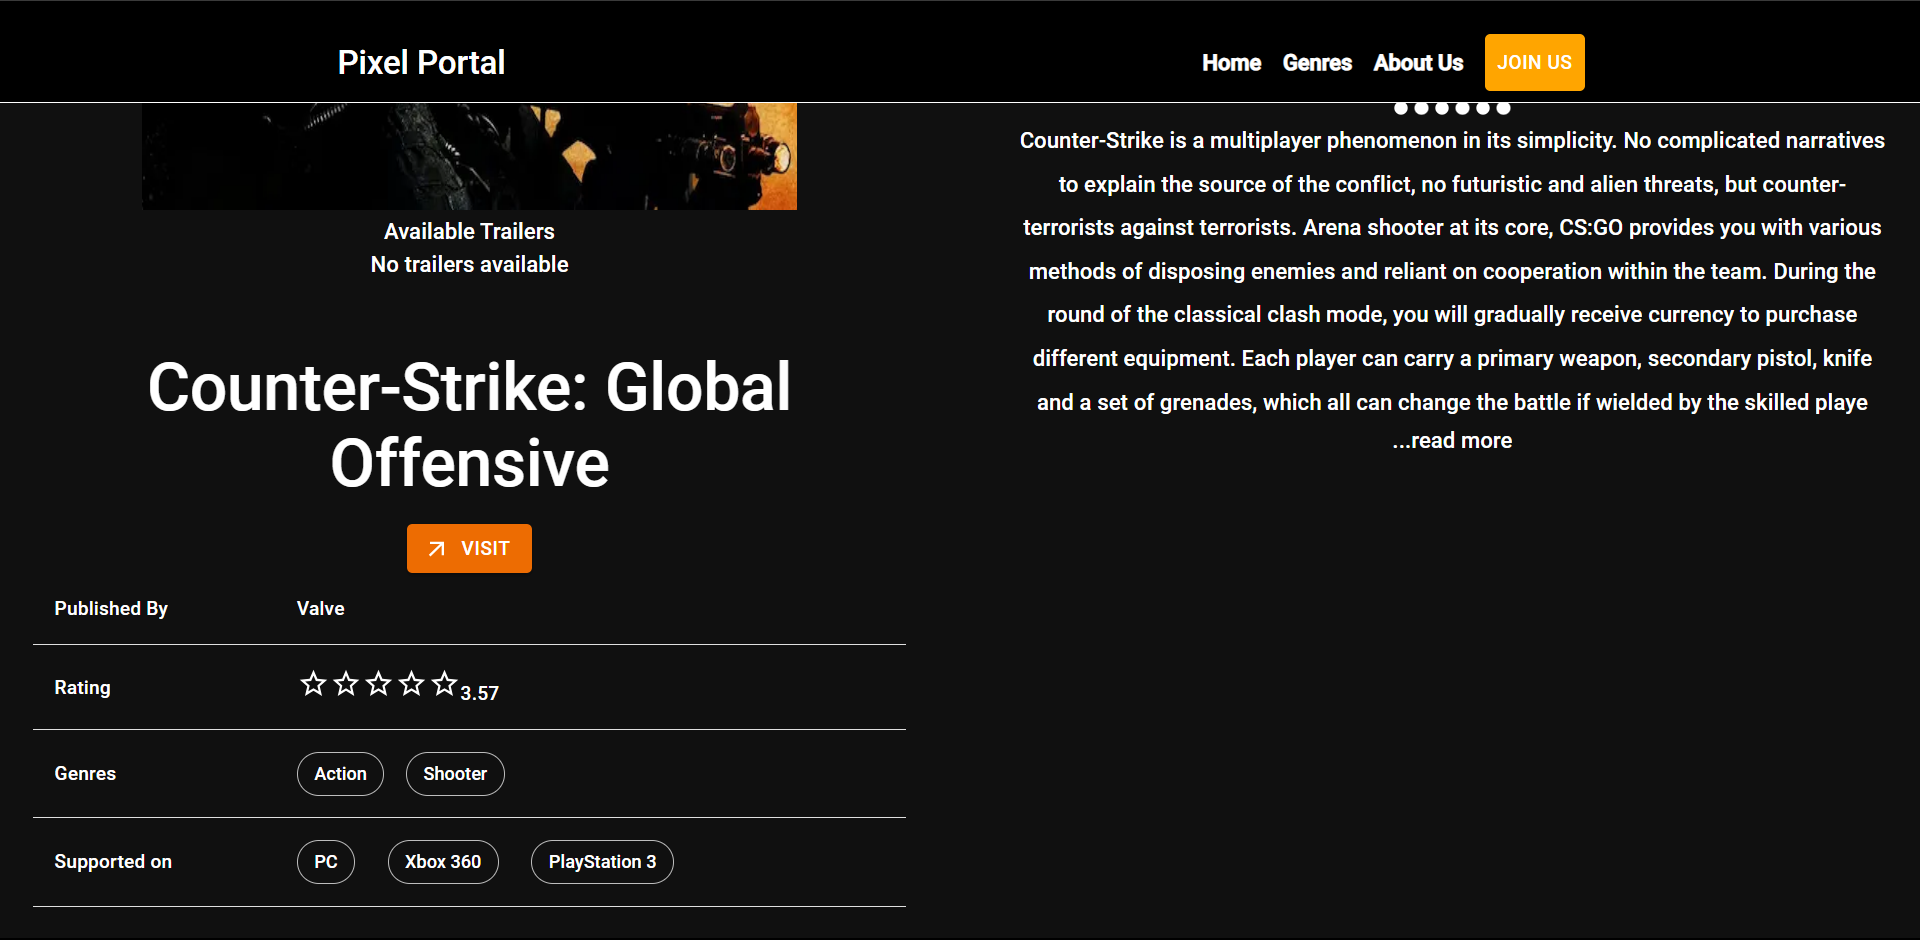 Pixel Portal
Home Genres About Us JOIN US
Available Trailers
No trailers available
Counter-Strike: Global
Offensive
VISIT
Published By Valve
Rating 3.57
Genres Action Shooter
Supported on PC Xbox 360 PlayStation 3
Counter-Strike is a multiplayer phenomenon in its simplicity. No complicated narratives
to explain the source of the conflict, no futuristic and alien threats, but counter-
terrorists against terrorists. Arena shooter at its core, CS:GO provides you with various
methods of disposing enemies and reliant on cooperation within the team. During the
round of the classical clash mode, you will gradually receive currency to purchase
different equipment. Each player can carry a primary weapon, secondary pistol, knife
and a set of grenades, which all can change the battle if wielded by the skilled playe
...read more